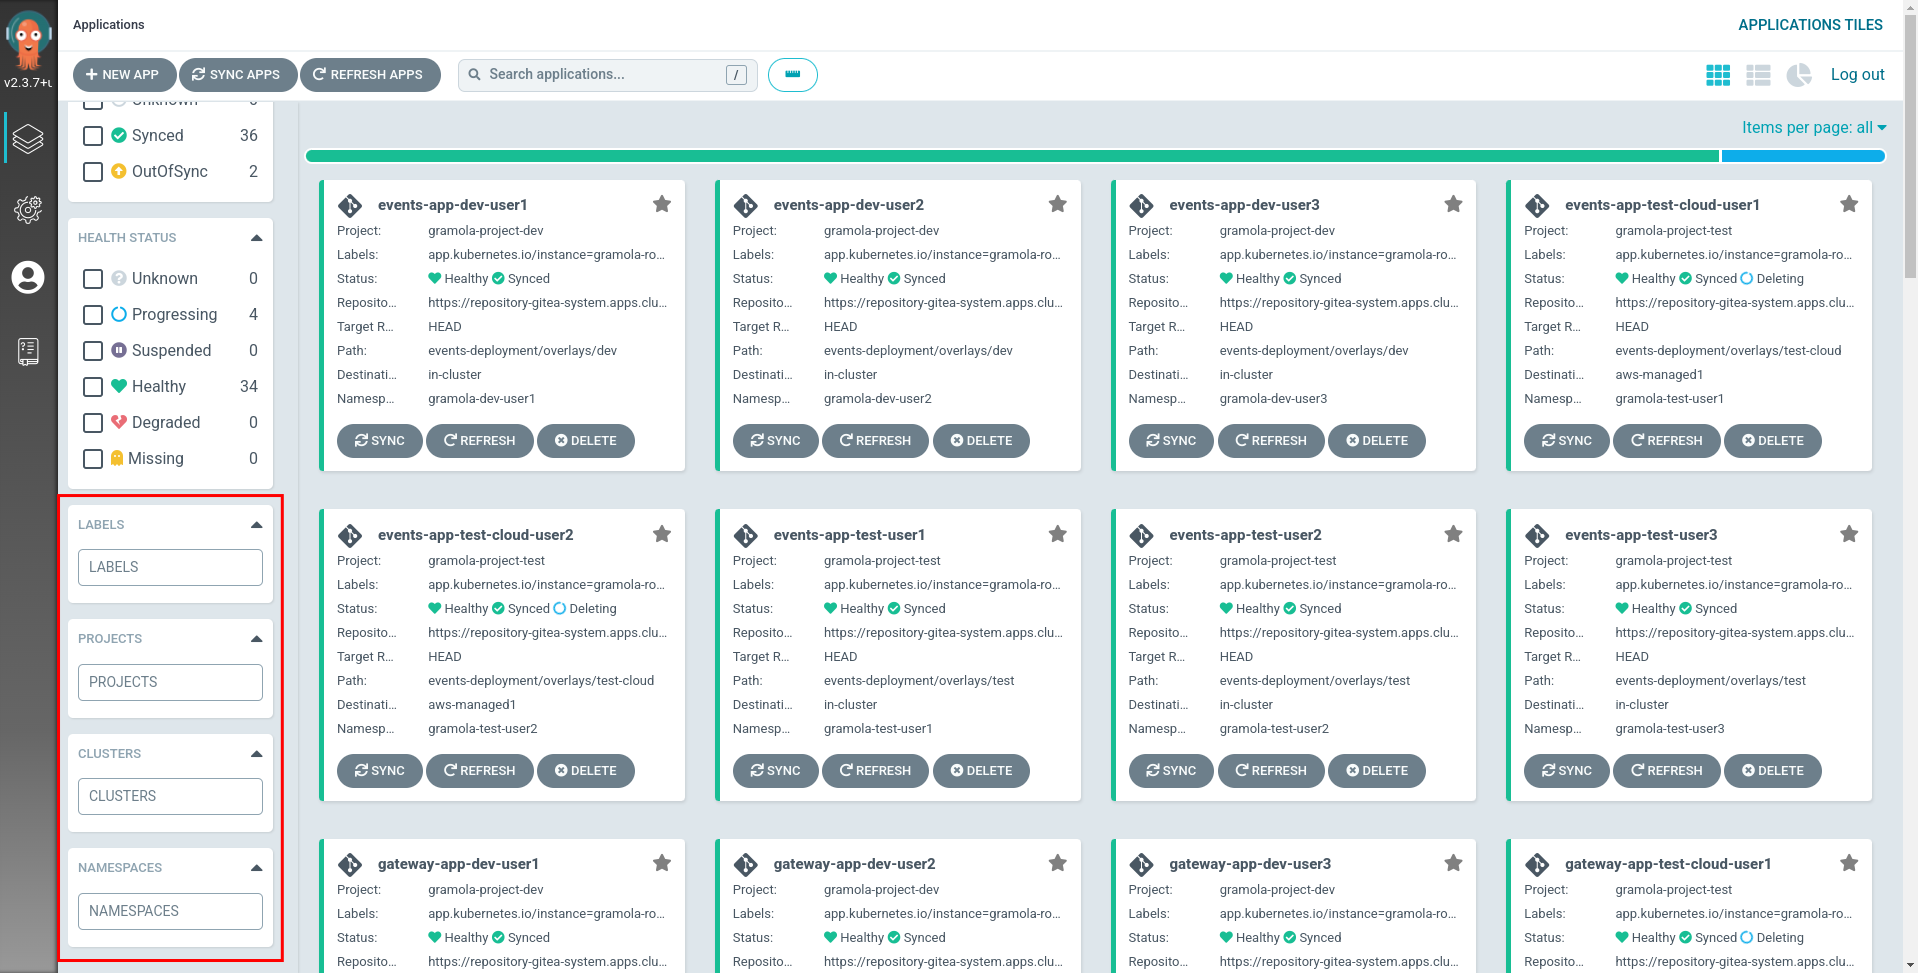 Applications
APPLICATIONS TILES
v2.3.7+u
NEW APP
SYNC APPS
REFRESH APPS
Search applications...
/
Log out
Unknown
Synced 36
OutOfSync 2
HEALTH STATUS
Unknown 0
Progressing 4
Suspended 0
Healthy 34
Degraded 0
Missing 0
LABELS
LABELS
PROJECTS
PROJECTS
CLUSTERS
CLUSTERS
NAMESPACES
NAMESPACES
Items per page: all
events-app-dev-user1
Project: gramola-project-dev
Labels: app.kubernetes.io/instance=gramola-ro...
Status: Healthy Synced
Reposito... https://repository-gitea-system.apps.clu...
Target R... HEAD
Path: events-deployment/overlays/dev
Destinati... in-cluster
Namesp... gramola-dev-user1
SYNC REFRESH DELETE
events-app-dev-user2
Project: gramola-project-dev
Labels: app.kubernetes.io/instance=gramola-ro...
Status: Healthy Synced
Reposito... https://repository-gitea-system.apps.clu...
Target R... HEAD
Path: events-deployment/overlays/dev
Destinati... in-cluster
Namesp... gramola-dev-user2
SYNC REFRESH DELETE
events-app-dev-user3
Project: gramola-project-dev
Labels: app.kubernetes.io/instance=gramola-ro...
Status: Healthy Synced
Reposito... https://repository-gitea-system.apps.clu...
Target R... HEAD
Path: events-deployment/overlays/dev
Destinati... in-cluster
Namesp... gramola-dev-user3
SYNC REFRESH DELETE
events-app-test-cloud-user1
Project: gramola-project-test
Labels: app.kubernetes.io/instance=gramola-ro...
Status: Healthy Synced Deleting
Reposito... https://repository-gitea-system.apps.clu...
Target R... HEAD
Path: events-deployment/overlays/test-cloud
Destinati... aws-managed1
Namesp... gramola-test-user1
SYNC REFRESH DELETE
events-app-test-cloud-user2
Project: gramola-project-test
Labels: app.kubernetes.io/instance=gramola-ro...
Status: Healthy Synced Deleting
Reposito... https://repository-gitea-system.apps.clu...
Target R... HEAD
Path: events-deployment/overlays/test-cloud
Destinati... aws-managed1
Namesp... gramola-test-user2
SYNC REFRESH DELETE
events-app-test-user1
Project: gramola-project-test
Labels: app.kubernetes.io/instance=gramola-ro...
Status: Healthy Synced
Reposito... https://repository-gitea-system.apps.clu...
Target R... HEAD
Path: events-deployment/overlays/test
Destinati... in-cluster
Namesp... gramola-test-user1
SYNC REFRESH DELETE
events-app-test-user2
Project: gramola-project-test
Labels: app.kubernetes.io/instance=gramola-ro...
Status: Healthy Synced
Reposito... https://repository-gitea-system.apps.clu...
Target R... HEAD
Path: events-deployment/overlays/test
Destinati... in-cluster
Namesp... gramola-test-user2
SYNC REFRESH DELETE
events-app-test-user3
Project: gramola-project-test
Labels: app.kubernetes.io/instance=gramola-ro...
Status: Healthy Synced
Reposito... https://repository-gitea-system.apps.clu...
Target R... HEAD
Path: events-deployment/overlays/test
Destinati... in-cluster
Namesp... gramola-test-user3
SYNC REFRESH DELETE
gateway-app-dev-user1
Project: gramola-project-dev
Labels: app.kubernetes.io/instance=gramola-ro...
Status: Healthy Synced
Reposito... https://repository-gitea-system.apps.clu...
gateway-app-dev-user2
Project: gramola-project-dev
Labels: app.kubernetes.io/instance=gramola-ro...
Status: Healthy Synced
Reposito... https://repository-gitea-system.apps.clu...
gateway-app-dev-user3
Project: gramola-project-dev
Labels: app.kubernetes.io/instance=gramola-ro...
Status: Healthy Synced
Reposito... https://repository-gitea-system.apps.clu...
gateway-app-test-cloud-user1
Project: gramola-project-test
Labels: app.kubernetes.io/instance=gramola-ro...
Status: Healthy Synced Deleting
Reposito... https://repository-gitea-system.apps.clu...